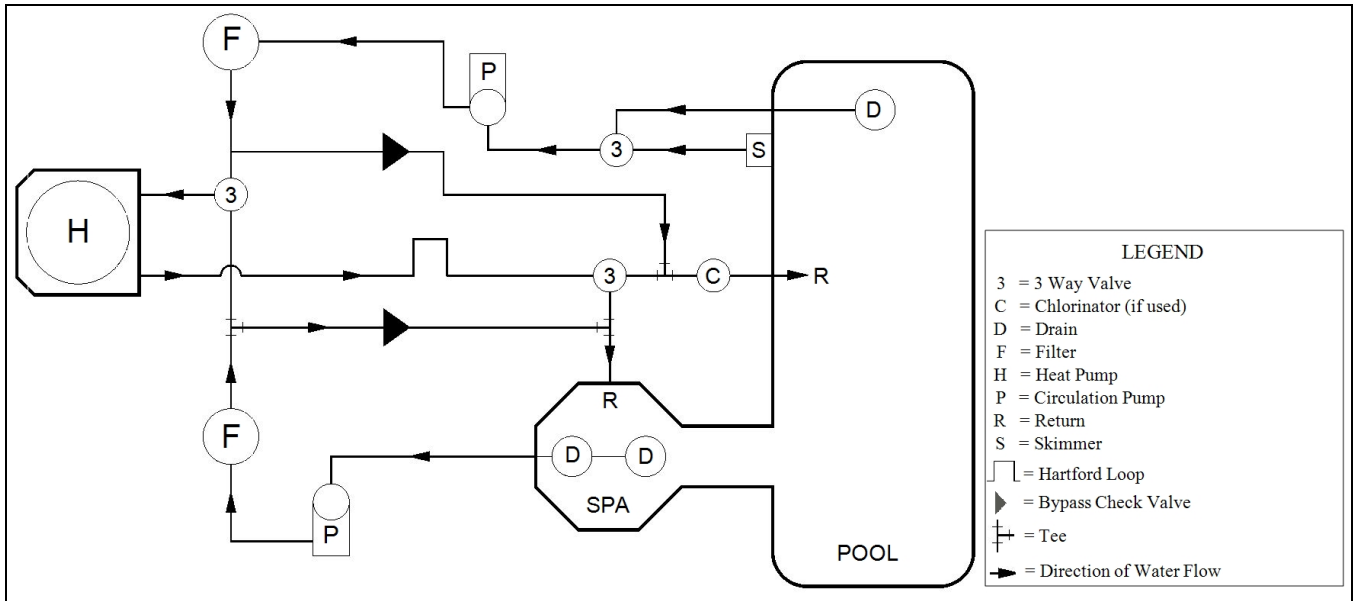 F
P
D
3
S
3
H
3
C
R
R
F
D
D
SPA
P
POOL
LEGEND
3 = 3 Way Valve
C = Chlorinator (if used)
D = Drain
F = Filter
H = Heat Pump
P = Circulation Pump
R = Return
S = Skimmer
= Hartford Loop
= Bypass Check Valve
= Tee
= Direction of Water Flow